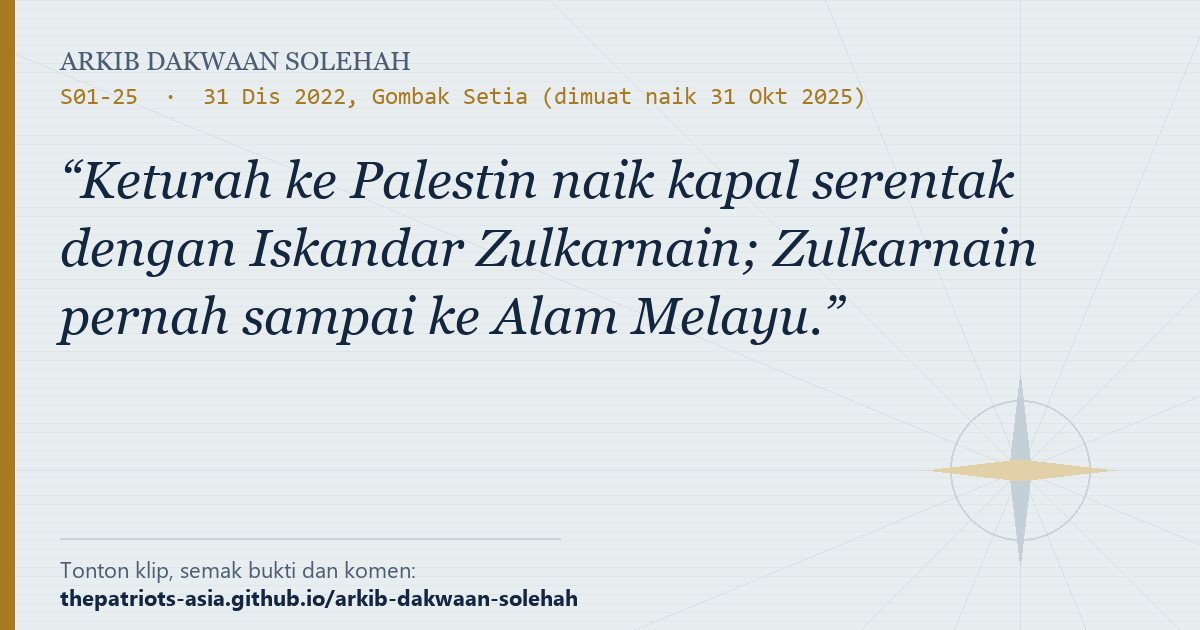 ARKIB DAKWAAN SOLEHAH
S01-25 · 31 Dis 2022, Gombak Setia (dimuat naik 31 Okt 2025)
“Keturah ke Palestin naik kapal serentak
dengan Iskandar Zulkarnain; Zulkarnain
pernah sampai ke Alam Melayu.”
Tonton klip, semak bukti dan komen:
thepatriots-asia.github.io/arkib-dakwaan-solehah